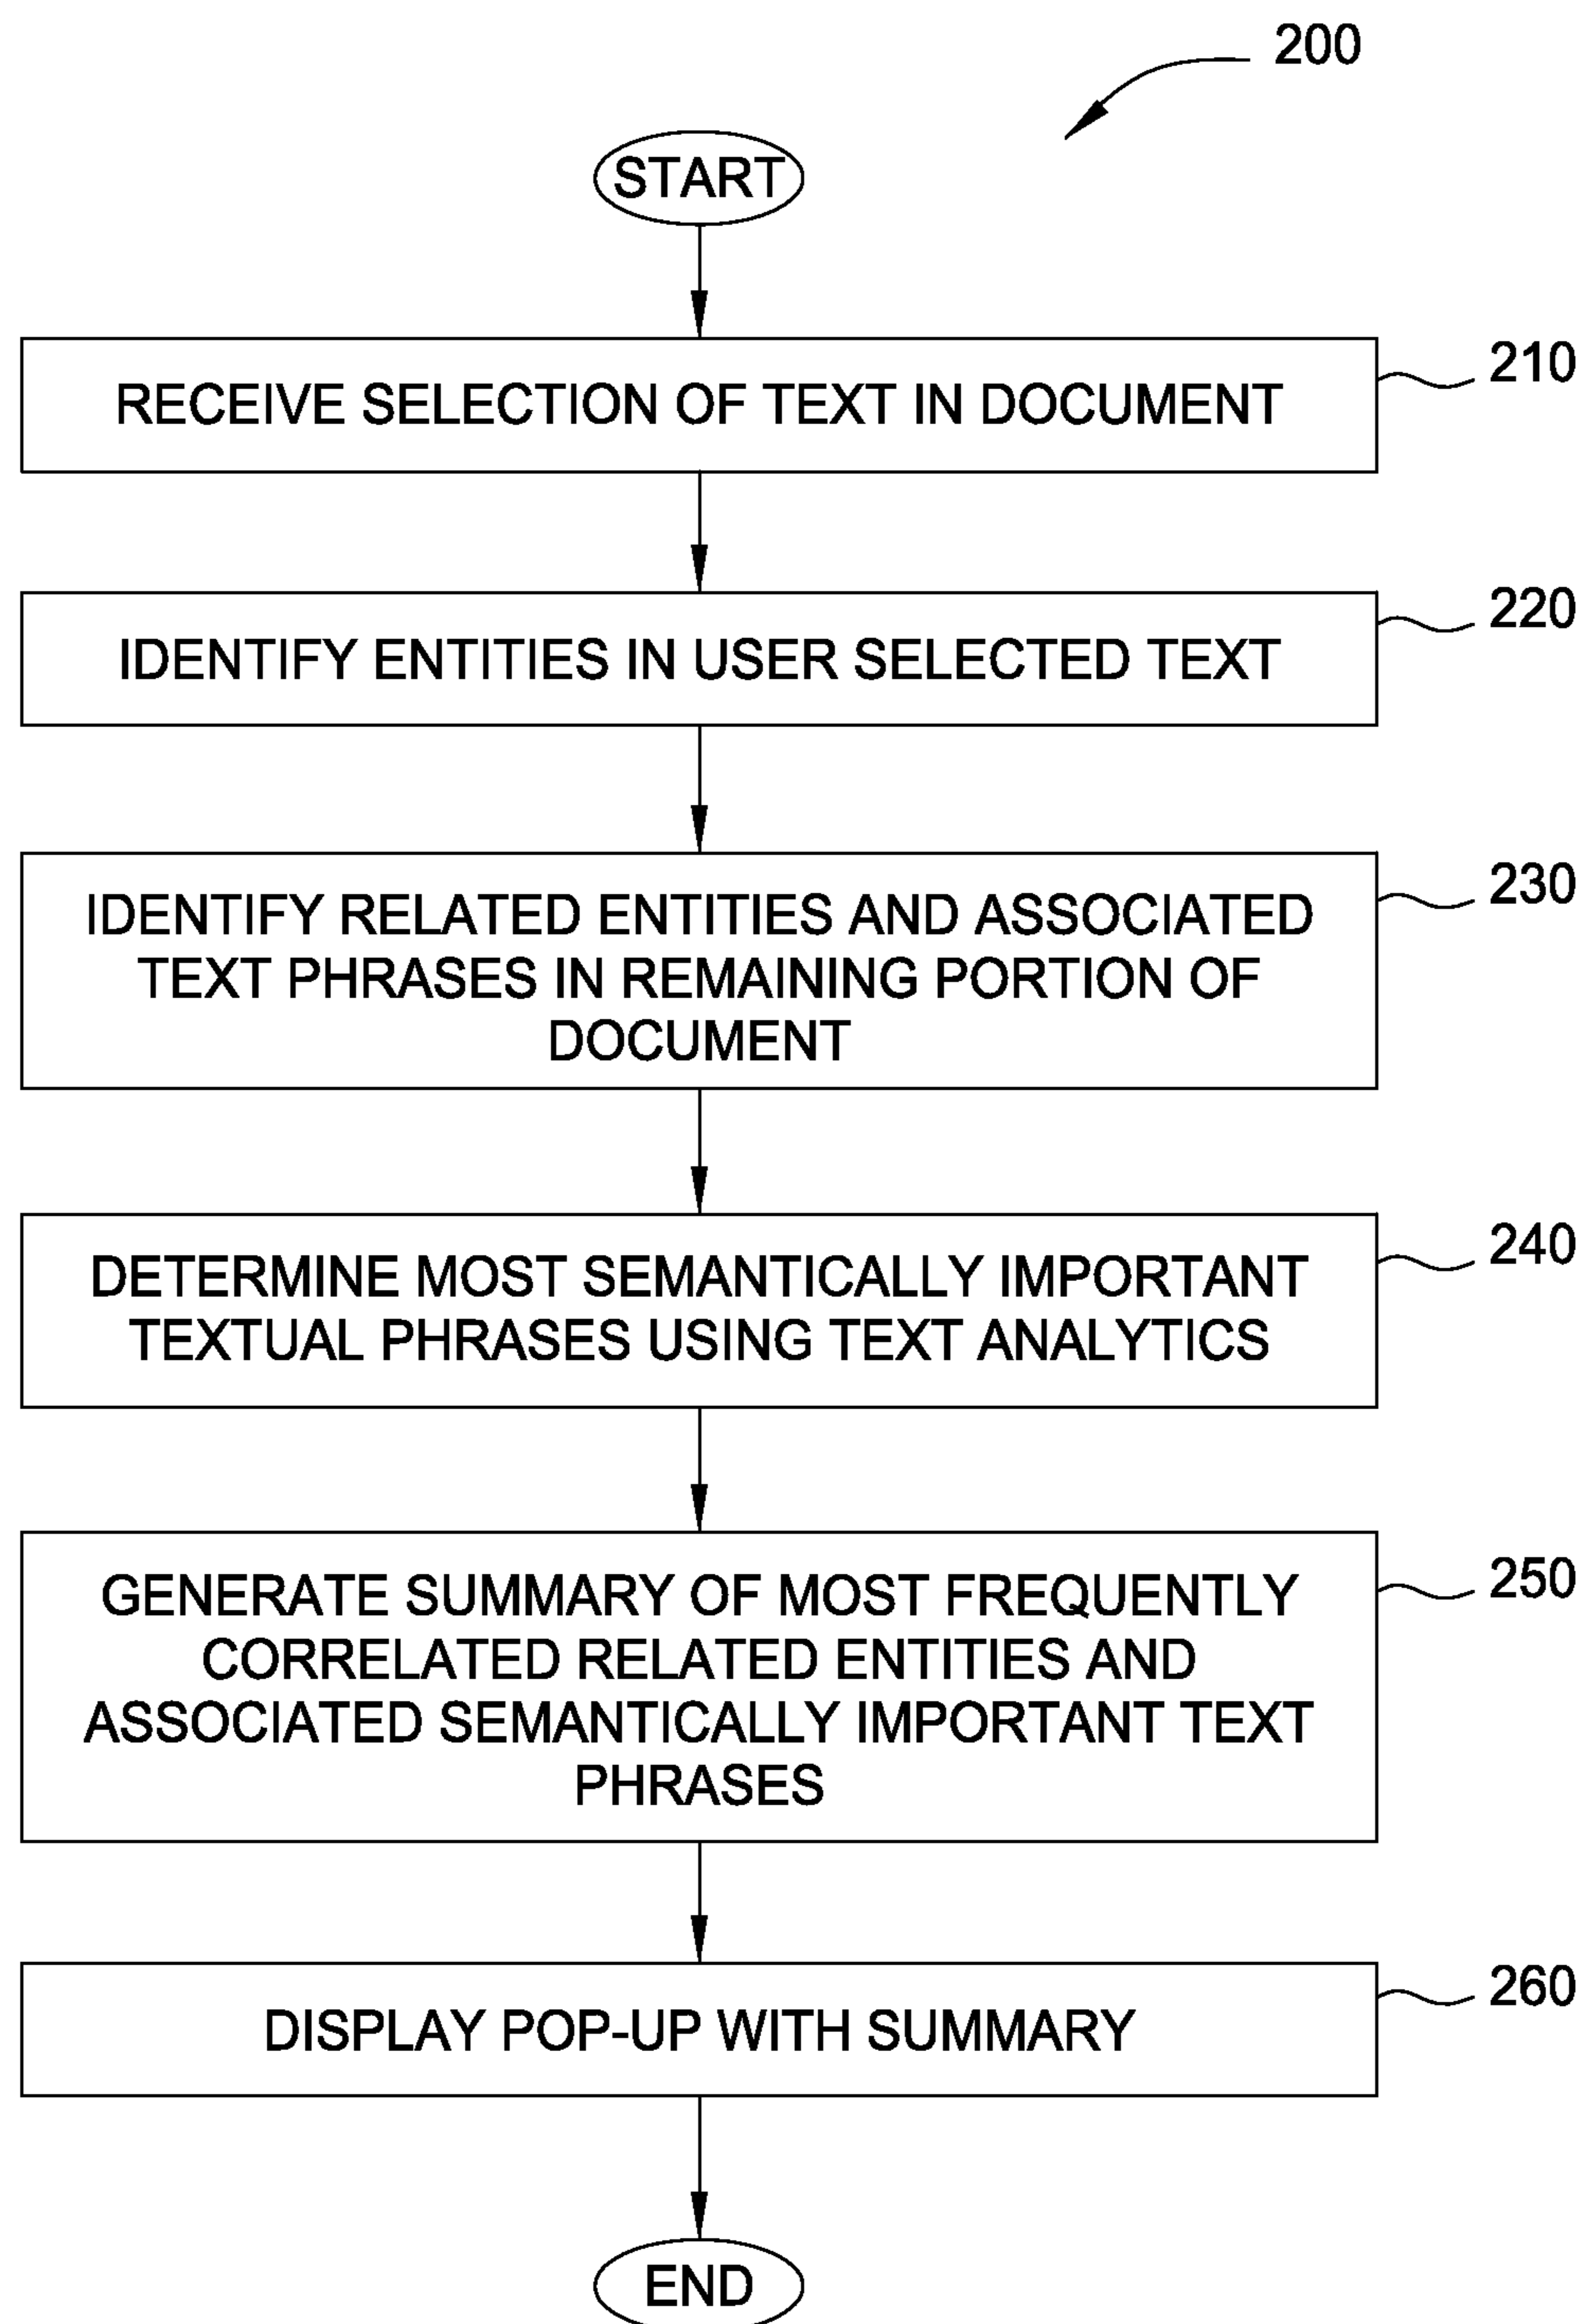 200
START
RECEIVE SELECTION OF TEXT IN DOCUMENT
210
IDENTIFY ENTITIES IN USER SELECTED TEXT
220
IDENTIFY RELATED ENTITIES AND ASSOCIATED
TEXT PHRASES IN REMAINING PORTION OF
DOCUMENT
230
DETERMINE MOST SEMANTICALLY IMPORTANT
TEXTUAL PHRASES USING TEXT ANALYTICS
240
GENERATE SUMMARY OF MOST FREQUENTLY
CORRELATED RELATED ENTITIES AND
ASSOCIATED SEMANTICALLY IMPORTANT TEXT
PHRASES
250
DISPLAY POP-UP WITH SUMMARY
260
END